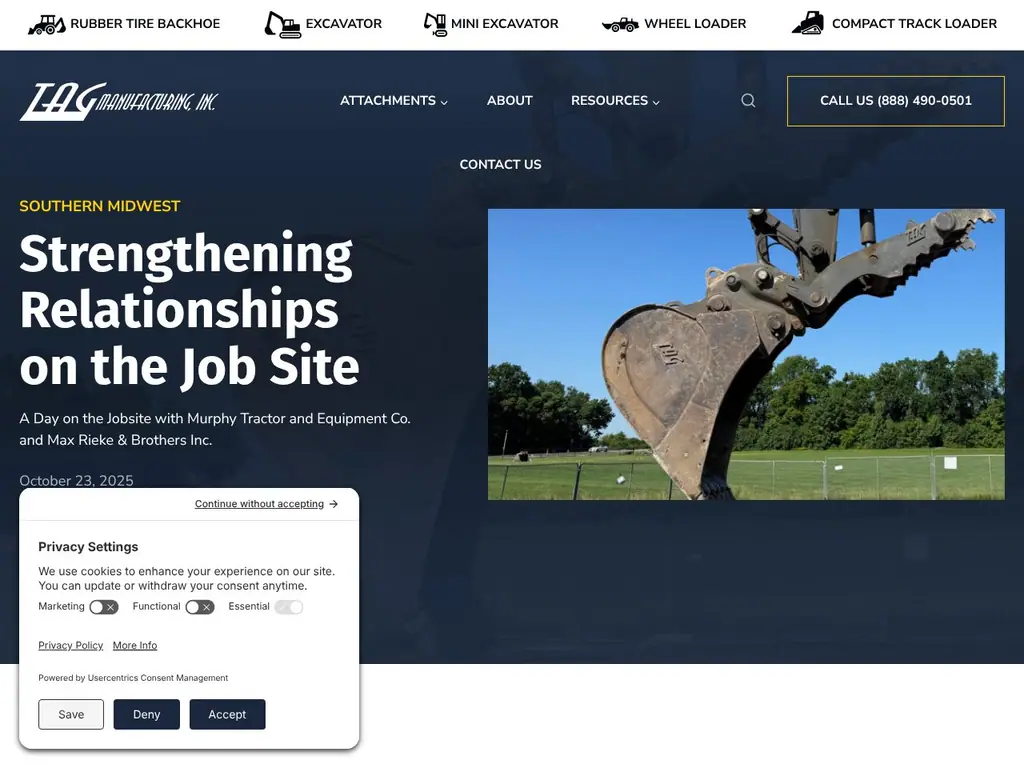 RUBBER TIRE BACKHOE
EXCAVATOR
MINI EXCAVATOR
WHEEL LOADER
COMPACT TRACK LOADER
TAG MANUFACTURING, INC.
ATTACHMENTS
ABOUT
RESOURCES
CALL US (888) 490-0501
CONTACT US
SOUTHERN MIDWEST
Strengthening
Relationships
on the Job Site
A Day on the Jobsite with Murphy Tractor and Equipment Co.
and Max Rieke & Brothers Inc.
October 23, 2025
TAG
TAG
Continue without accepting →
Privacy Settings
We use cookies to enhance your experience on our site.
You can update or withdraw your consent anytime.
Marketing
Functional
Essential
Privacy Policy
More Info
Powered by Usercentrics Consent Management
Save
Deny
Accept